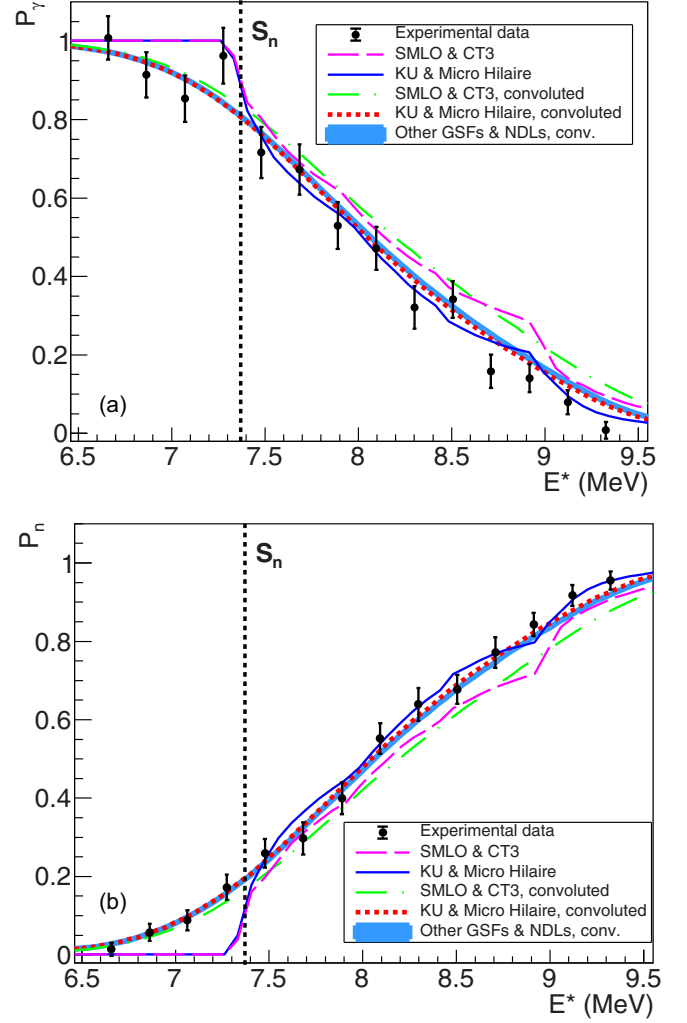 P_γ
S_n
Experimental data
SMLO & CT3
KU & Micro Hilaire
SMLO & CT3, convoluted
KU & Micro Hilaire, convoluted
Other GSFs & NDLs, conv.
1
0.8
0.6
0.4
0.2
0
(a)
6.5 7 7.5 8 8.5 9 9.5
E* (MeV)
P_n
S_n
1
0.8
0.6
0.4
0.2
0
Experimental data
SMLO & CT3
KU & Micro Hilaire
SMLO & CT3, convoluted
KU & Micro Hilaire, convoluted
Other GSFs & NDLs, conv.
(b)
6.5 7 7.5 8 8.5 9 9.5
E* (MeV)